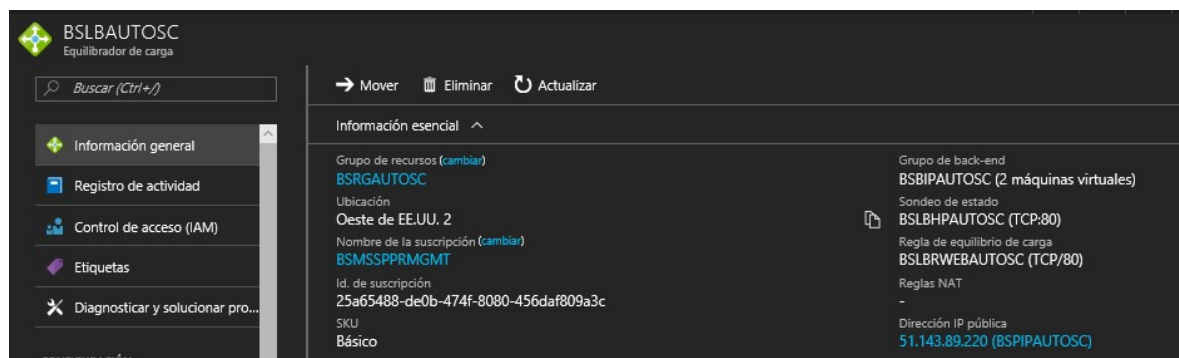 BSLBAUTOSC
Equilibrador de carga
Buscar (Ctrl+/)
Información general
Registro de actividad
Control de acceso (IAM)
Etiquetas
Diagnosticar y solucionar pro...
Mover Eliminar Actualizar
Información esencial
Grupo de recursos (cambiar)
BSRGAUTOSC
Ubicación
Oeste de EE.UU. 2
Nombre de la suscripción (cambiar)
BSMSSPPRMGMT
Id. de suscripción
25a65488-de0b-474f-8080-456daf809a3c
SKU
Básico
Grupo de back-end
BSBIPAUTOSC (2 máquinas virtuales)
Sondeo de estado
BSLBHPAUTOSC (TCP:80)
Regla de equilibrio de carga
BSLBRWEBAUTOSC (TCP/80)
Reglas NAT
-
Dirección IP pública
51.143.89.220 (BSPIPAUTOSC)